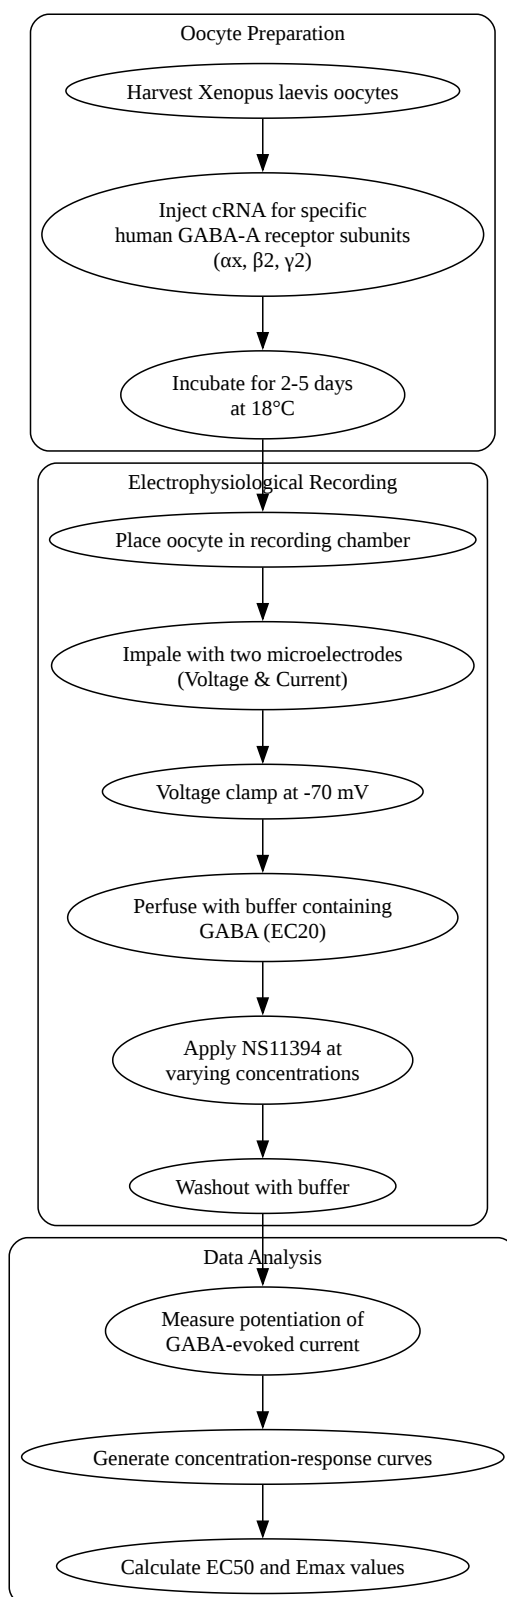 Oocyte Preparation
Harvest Xenopus laevis oocytes
Inject cRNA for specific
human GABA-A receptor subunits
(αx, β2, γ2)
Incubate for 2-5 days
at 18°C
Electrophysiological Recording
Place oocyte in recording chamber
Impale with two microelectrodes
(Voltage & Current)
Voltage clamp at -70 mV
Perfuse with buffer containing
GABA (EC20)
Apply NS11394 at
varying concentrations
Washout with buffer
Data Analysis
Measure potentiation of
GABA-evoked current
Generate concentration-response curves
Calculate EC50 and Emax values